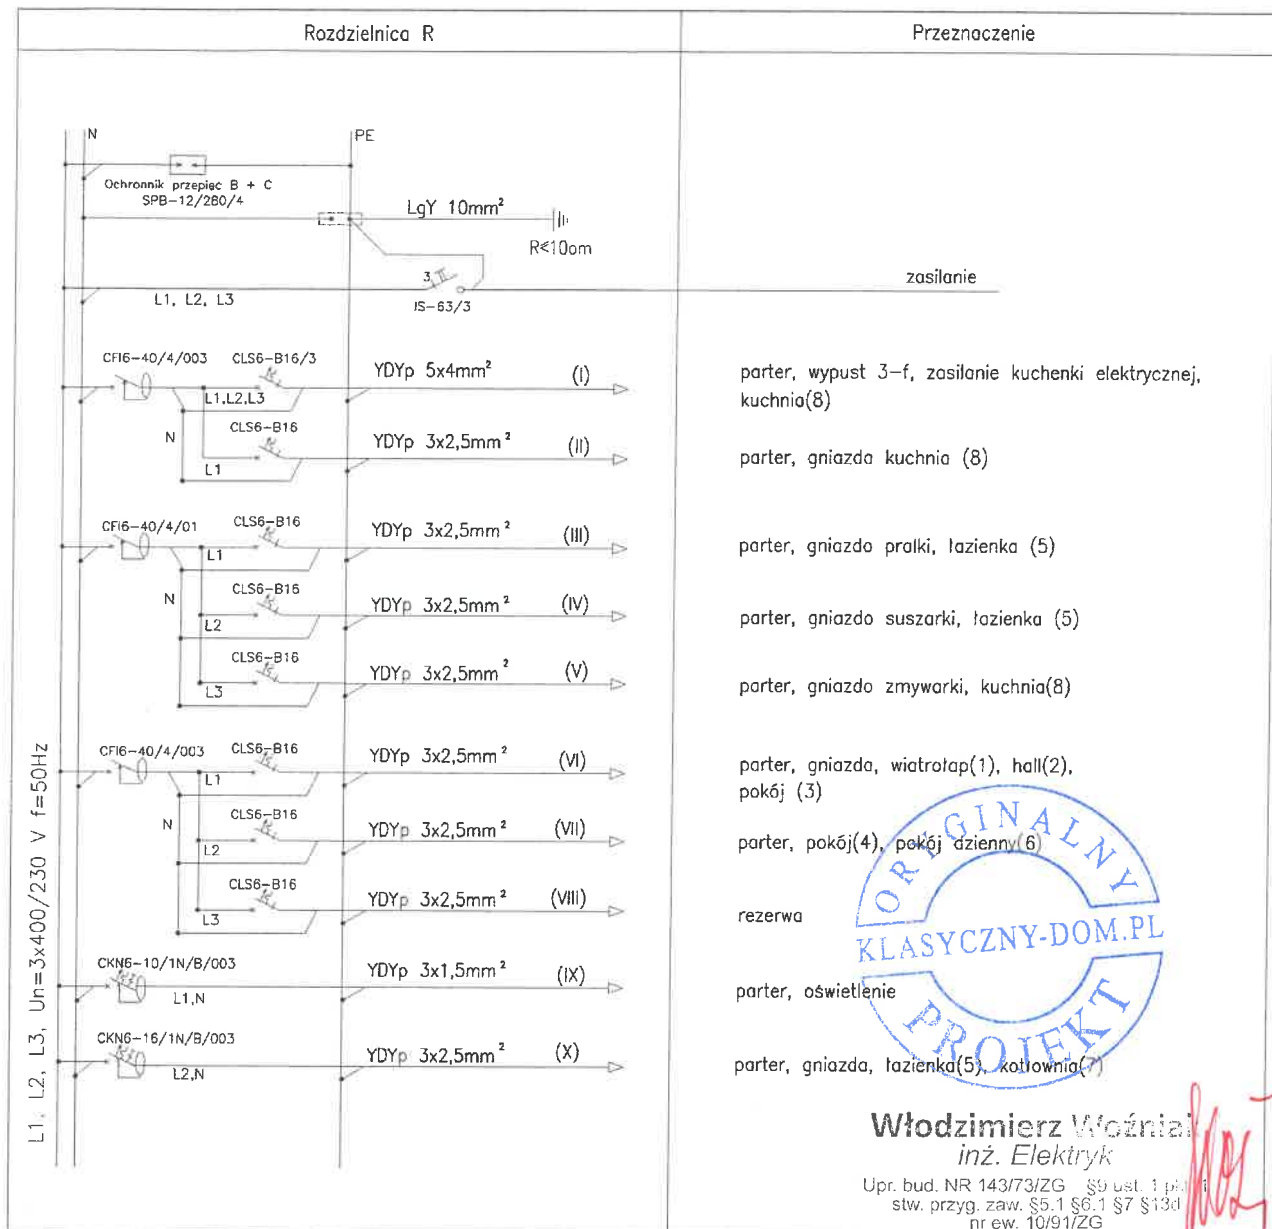 Rozdzielnica R
Przeznaczenie
N
PE
Ochronnik przepięć B + C
SPB-12/280/4
LgY 10mm²
R≤10om
3
zasilanie
L1, L2, L3
IS-63/3
CFI6-40/4/003
CLS6-B16/3
YDYp 5x4mm²
(I)
parter, wypust 3-f, zasilanie kuchenki elektrycznej,
kuchnia(8)
L1,L2,L3
N
CLS6-B16
YDYp 3x2,5mm²
(II)
parter, gniazda kuchnia (8)
L1
CFI6-40/4/01
CLS6-B16
YDYp 3x2,5mm²
(III)
parter, gniazdo pralki, łazienka (5)
L1
N
CLS6-B16
YDYp 3x2,5mm²
(IV)
parter, gniazdo suszarki, łazienka (5)
L2
CLS6-B16
YDYp 3x2,5mm²
(V)
parter, gniazdo zmywarki, kuchnia(8)
L3
CFI6-40/4/003
CLS6-B16
YDYp 3x2,5mm²
(VI)
parter, gniazda, wiatrołap(1), hall(2),
pokój (3)
L1
N
CLS6-B16
YDYp 3x2,5mm²
(VII)
parter, pokój(4), pokój dzienny(6)
L2
CLS6-B16
YDYp 3x2,5mm²
(VIII)
rezerwa
L3
CKN6-10/1N/B/003
YDYp 3x1,5mm²
(IX)
parter, oświetlenie
L1,N
CKN6-16/1N/B/003
YDYp 3x2,5mm²
(X)
parter, gniazda, łazienka(5), kotłownia(7)
L2,N
L1, L2, L3, Un=3x400/230 V f=50Hz
ORYGINALNY
KLASYCZNY-DOM.PL
PROJEKT
Włodzimierz Woźniak
inż. Elektryk
Upr. bud. NR 143/73/ZG §9 ust. 1
stw. przyg. zaw. §5.1 §6.1 §7 §13d
nr ew. 10/91/ZG